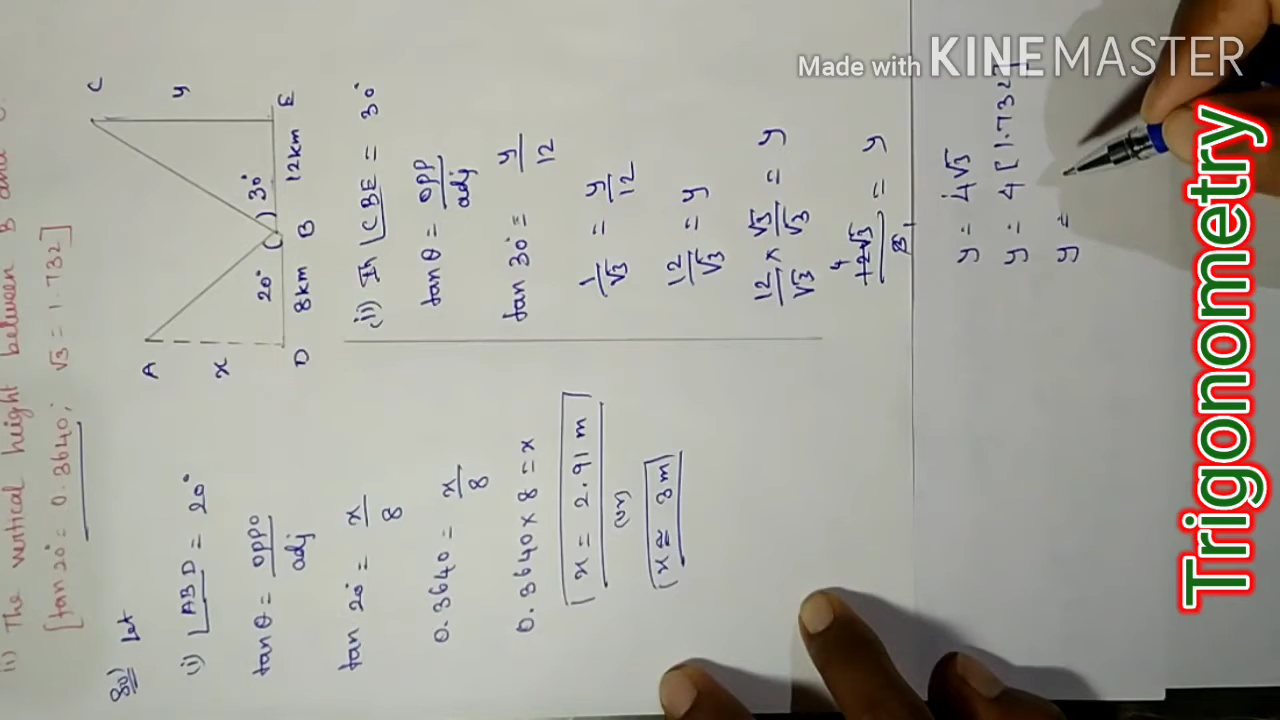 ii) The vertical height between B and C.
[tan 20° = 0.3640; √3 = 1.732]
Sol) Let
A
x
D
8km
20°
B
30°
12km
E
y
C
(i) ∠ABD = 20°
tan θ = oppo/adj
tan 20° = x/8
0.3640 = x/8
0.3640 x 8 = x
x = 2.91 m
(or)
x ≅ 3m
(ii) In ∠CBE = 30°
tan θ = opp/adj
tan 30° = y/12
1/√3 = y/12
12/√3 = y
12/√3 x √3/√3 = y
4
12√3/3 = y
1
y = 4√3
y = 4 [1.732]
y =
Made with KINEMASTER
Trigonometry